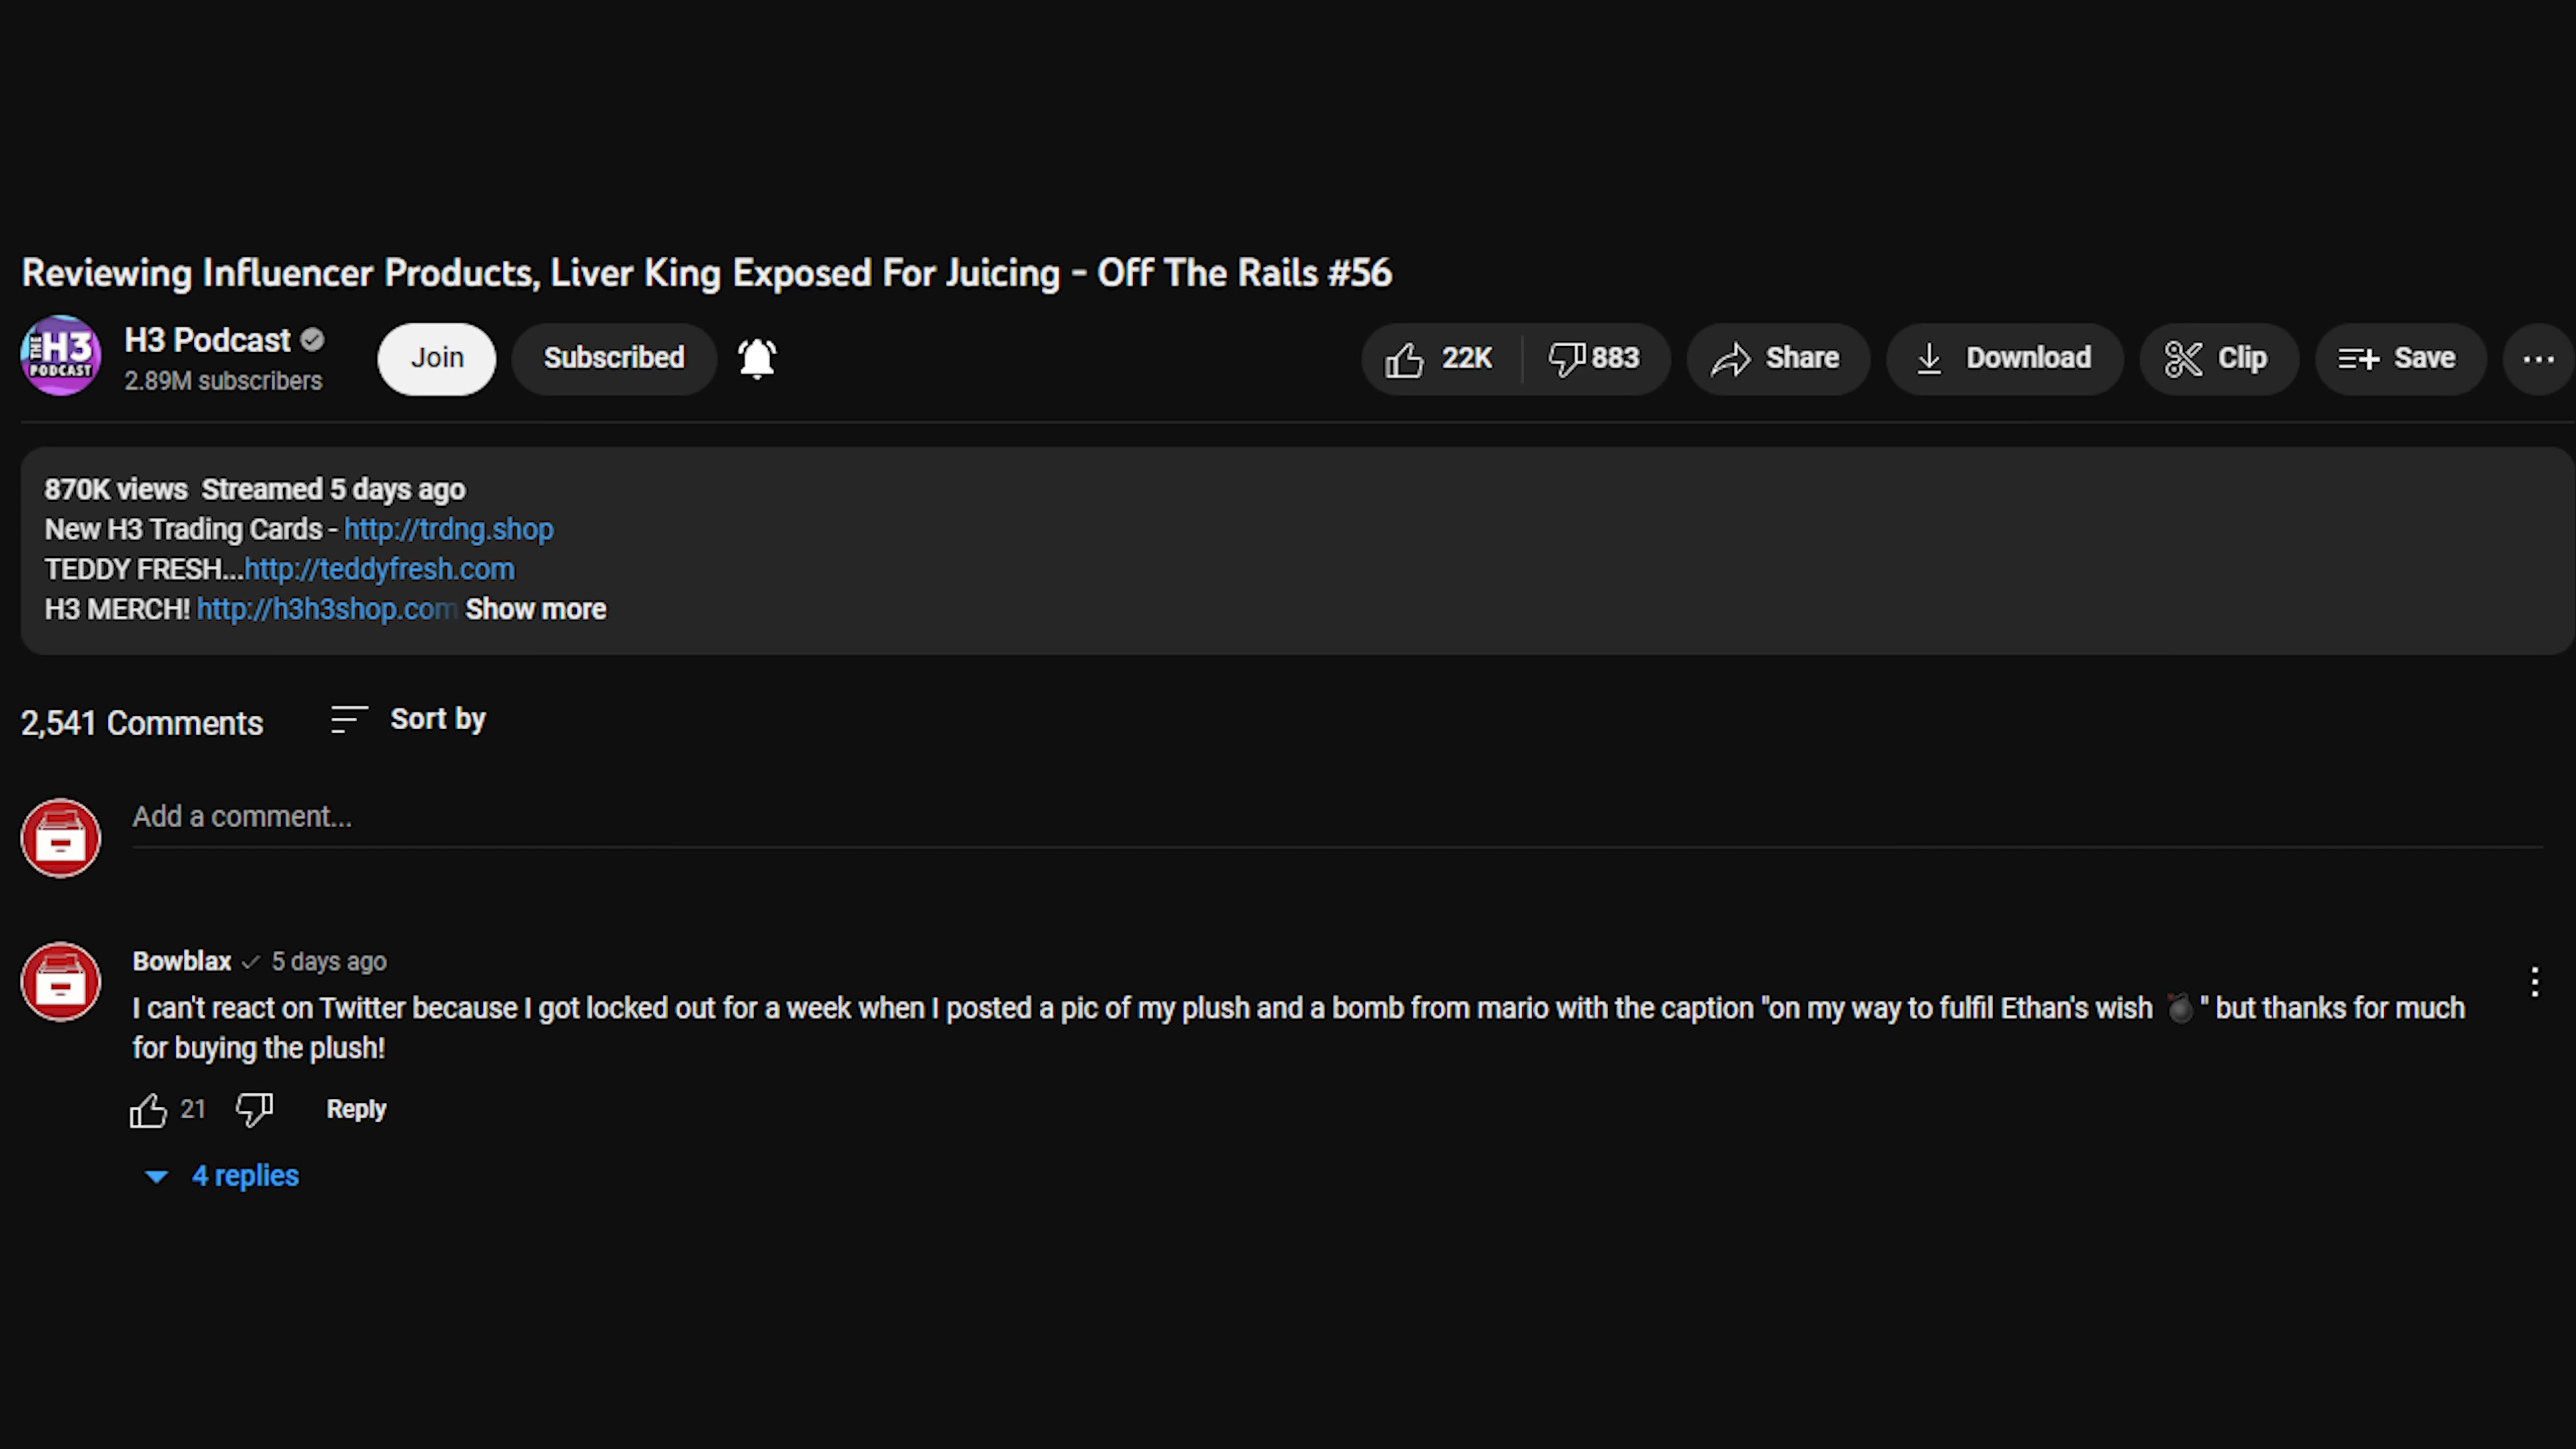 Reviewing Influencer Products, Liver King Exposed For Juicing - Off The Rails #56
THE H3 PODCAST
H3 Podcast
2.89M subscribers
Join
Subscribed
22K
883
Share
Download
Clip
Save
870K views Streamed 5 days ago
New H3 Trading Cards - http://trdng.shop
TEDDY FRESH...http://teddyfresh.com
H3 MERCH! http://h3h3shop.com Show more
2,541 Comments
Sort by
Add a comment...
Bowblax 5 days ago
I can't react on Twitter because I got locked out for a week when I posted a pic of my plush and a bomb from mario with the caption "on my way to fulfil Ethan's wish 💣" but thanks for much
for buying the plush!
21
Reply
4 replies